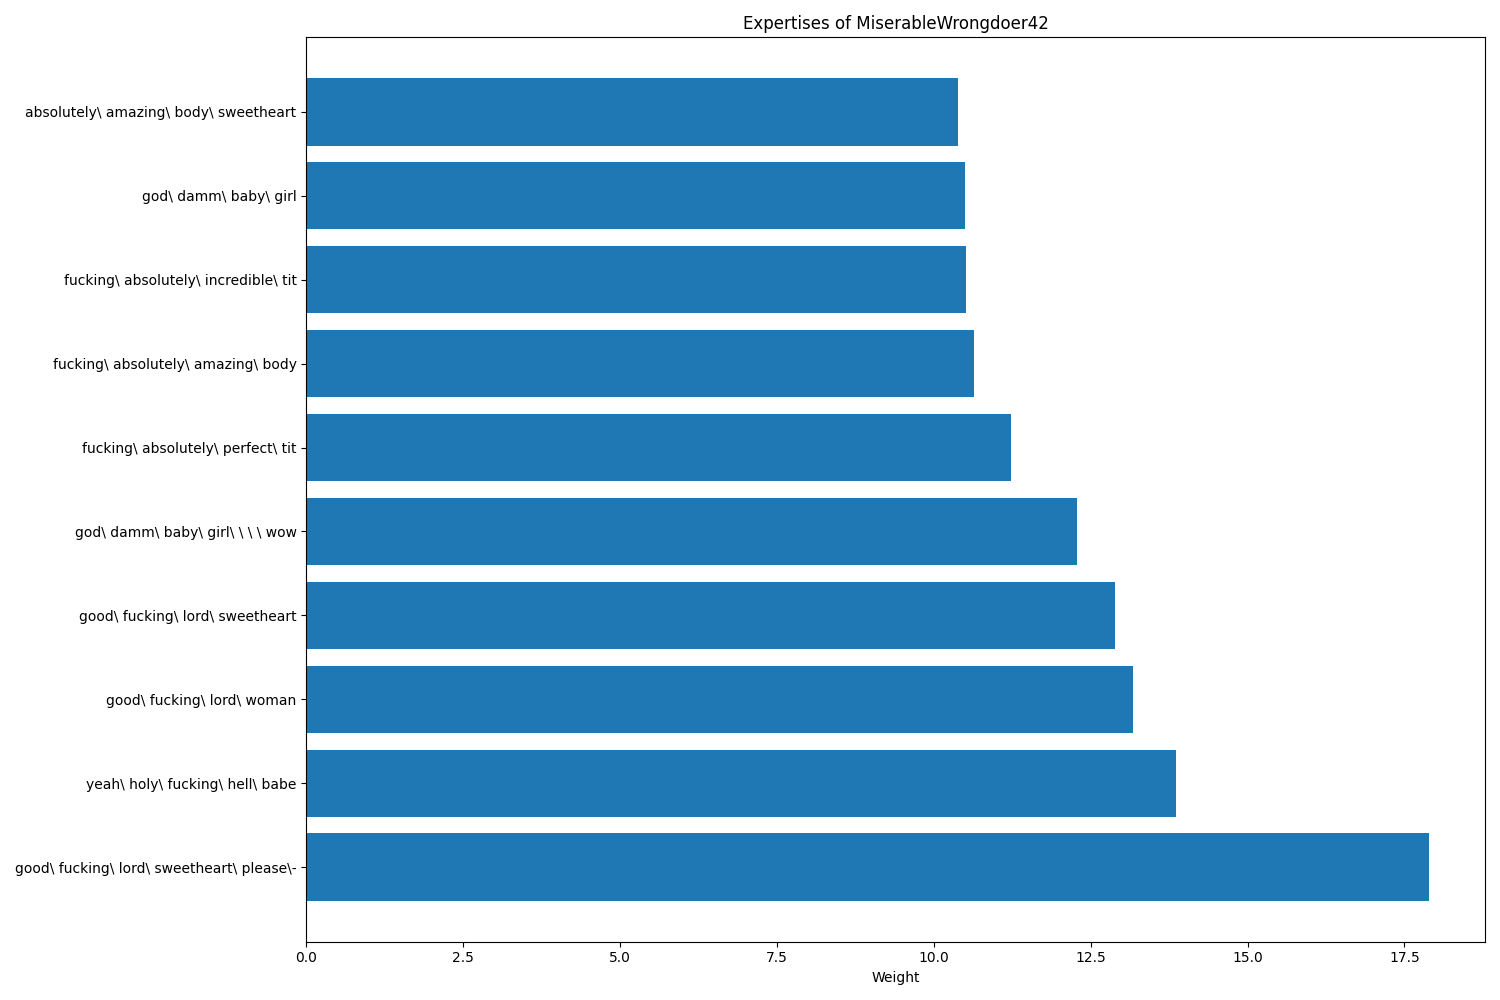 Expertises of MiserableWrongdoer42
absolutely\ amazing\ body\ sweetheart
god\ damm\ baby\ girl
fucking\ absolutely\ incredible\ tit
fucking\ absolutely\ amazing\ body
fucking\ absolutely\ perfect\ tit
god\ damm\ baby\ girl\ \ \ \ wow
good\ fucking\ lord\ sweetheart
good\ fucking\ lord\ woman
yeah\ holy\ fucking\ hell\ babe
good\ fucking\ lord\ sweetheart\ please\-
0.0 2.5 5.0 7.5 10.0 12.5 15.0 17.5
Weight